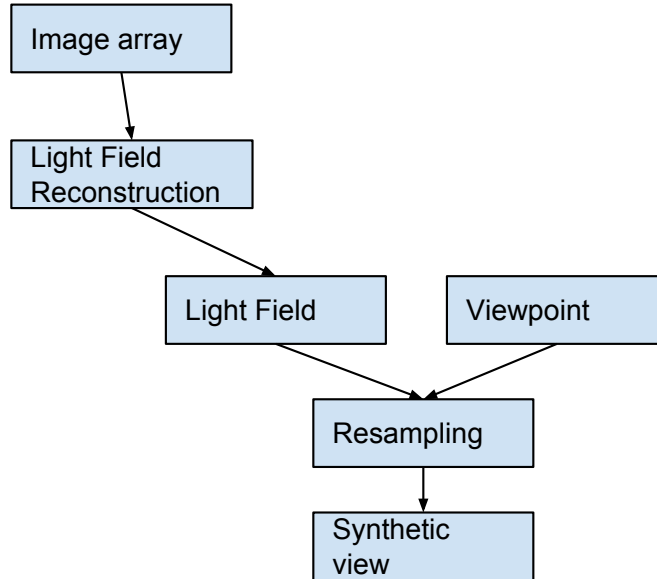 Image array
Light Field
Reconstruction
Light Field
Viewpoint
Resampling
Synthetic
view